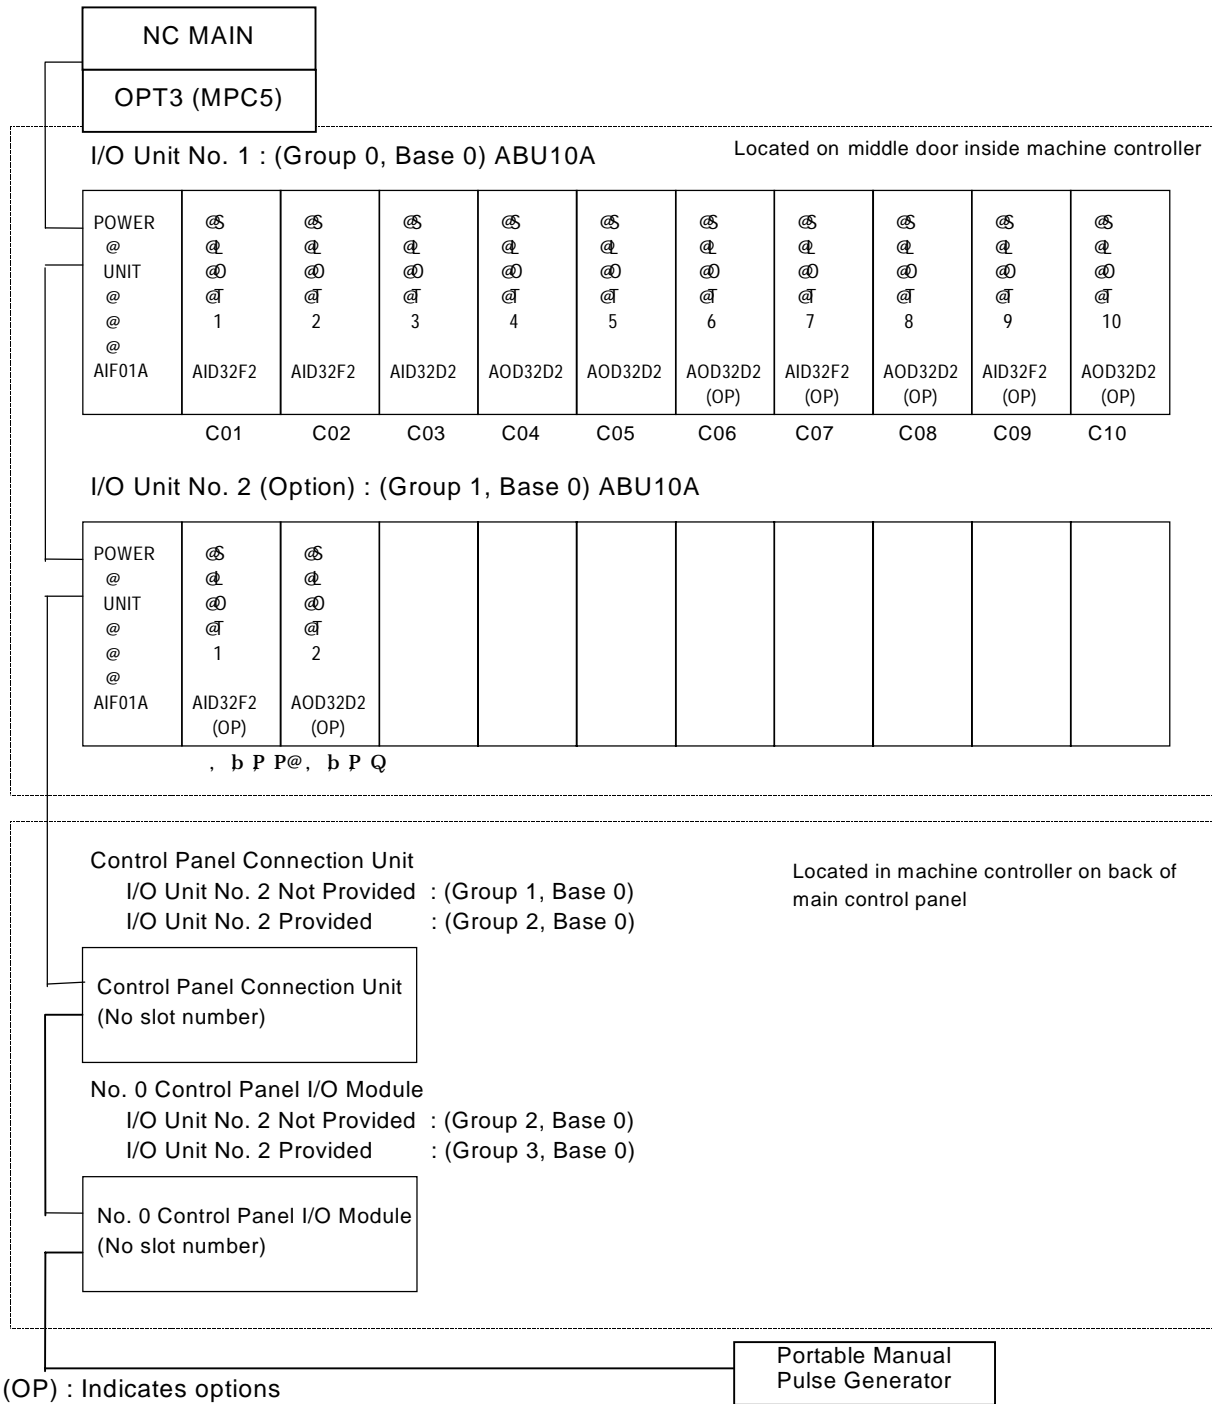 NC MAIN
OPT3 (MPC5)
I/O Unit No. 1 : (Group 0, Base 0) ABU10A
Located on middle door inside machine controller
POWER @S @S @S @S @S @S @S @S @S @S
@ @L @L @L @L @L @L @L @L @L @L
UNIT @O @O @O @O @O @O @O @O @O @O
@ @T @T @T @T @T @T @T @T @T @T
@ 1 2 3 4 5 6 7 8 9 10
@
AIF01A AID32F2 AID32F2 AID32D2 AOD32D2 AOD32D2 AOD32D2 AID32F2 AOD32D2 AID32F2 AOD32D2
(OP) (OP) (OP) (OP) (OP)
C01 C02 C03 C04 C05 C06 C07 C08 C09 C10
I/O Unit No. 2 (Option) : (Group 1, Base 0) ABU10A
POWER @S @S
@ @L @L
UNIT @O @O
@ @T @T
@ 1 2
@
AIF01A AID32F2 AOD32D2
(OP) (OP)
, þ P P@, þ P Q
Control Panel Connection Unit
I/O Unit No. 2 Not Provided : (Group 1, Base 0)
I/O Unit No. 2 Provided : (Group 2, Base 0)
Located in machine controller on back of
main control panel
Control Panel Connection Unit
(No slot number)
No. 0 Control Panel I/O Module
I/O Unit No. 2 Not Provided : (Group 2, Base 0)
I/O Unit No. 2 Provided : (Group 3, Base 0)
No. 0 Control Panel I/O Module
(No slot number)
Portable Manual
Pulse Generator
(OP) : Indicates options